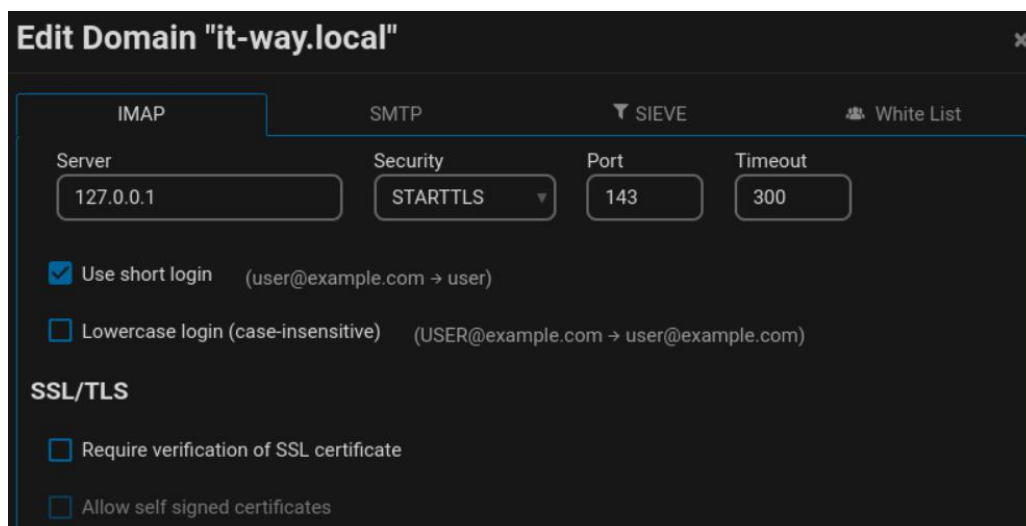 Edit Domain "it-way.local"
IMAP SMTP SIEVE White List
Server Security Port Timeout
127.0.0.1 STARTTLS 143 300
Use short login (user@example.com → user)
Lowercase login (case-insensitive) (USER@example.com → user@example.com)
SSL/TLS
Require verification of SSL certificate
Allow self signed certificates